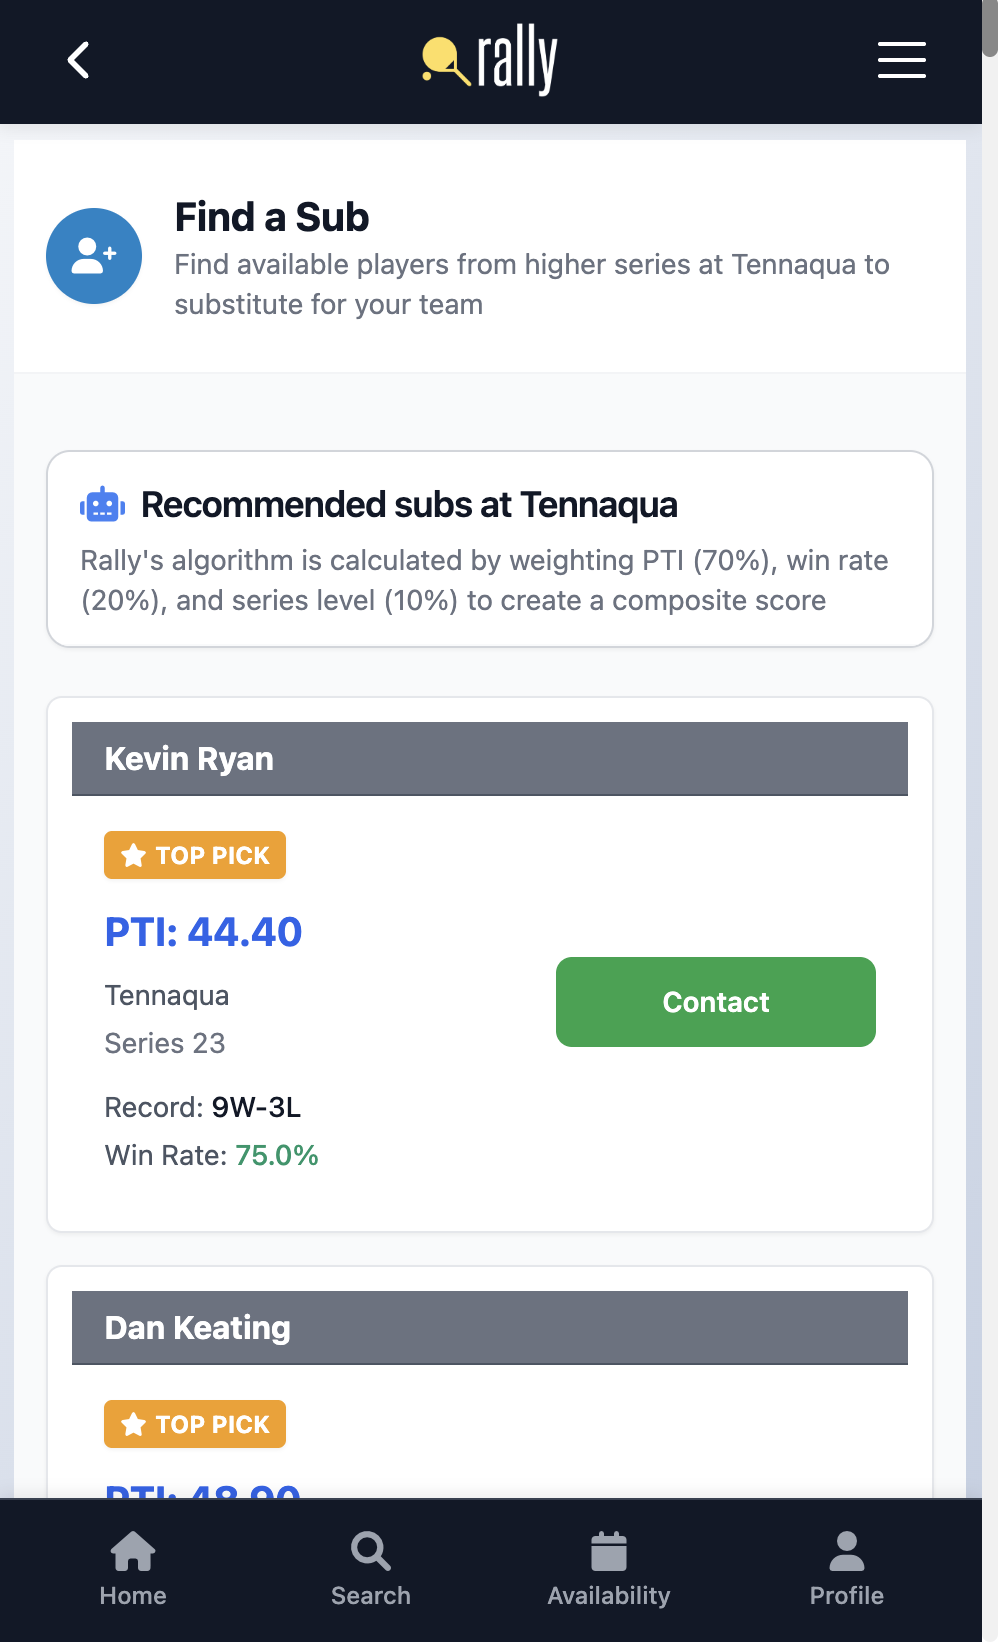 rally
Find a Sub
Find available players from higher series at Tennaqua to
substitute for your team
Recommended subs at Tennaqua
Rally's algorithm is calculated by weighting PTI (70%), win rate
(20%), and series level (10%) to create a composite score
Kevin Ryan
TOP PICK
PTI: 44.40
Tennaqua
Series 23
Contact
Record: 9W-3L
Win Rate: 75.0%
Dan Keating
TOP PICK
PTI: 48.90
Home
Search
Availability
Profile